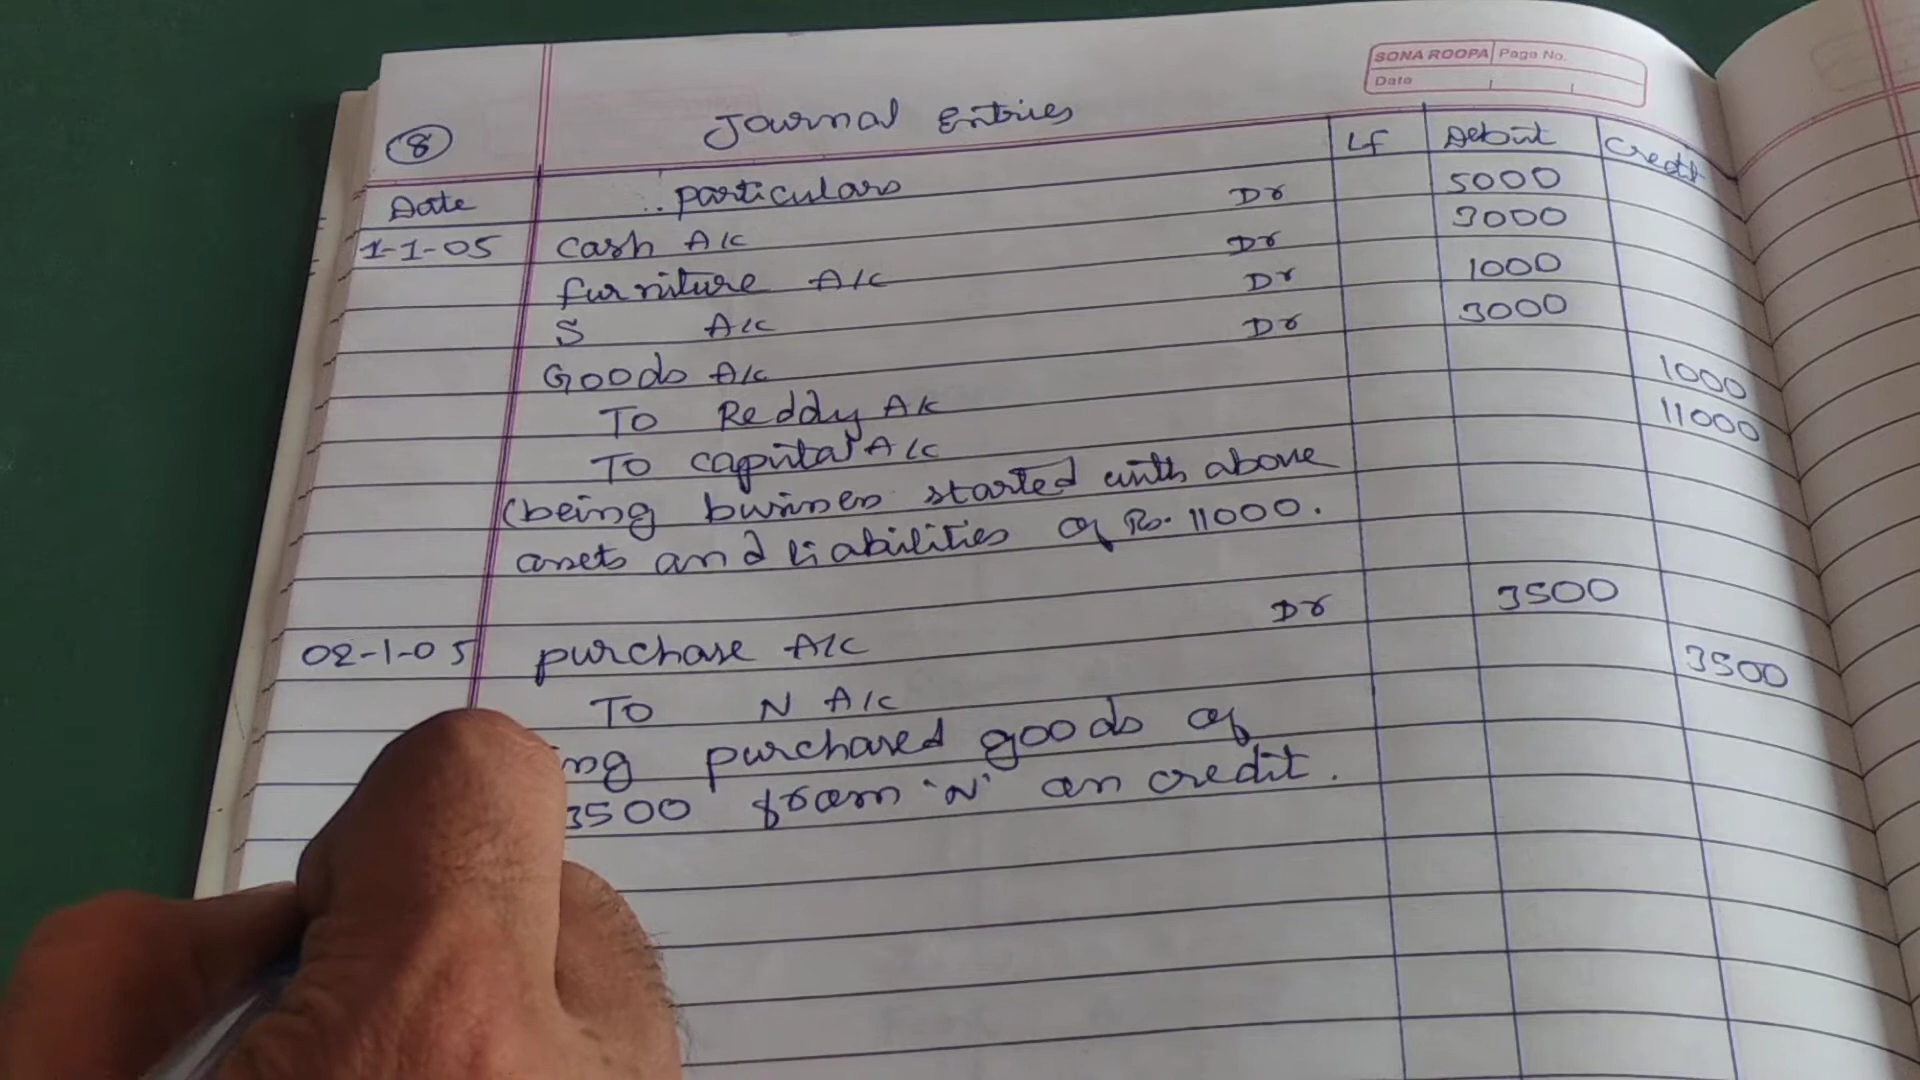 SONA ROOPA Page No.
Date
8 Journal Entries
Date particulars LF Debit Credit
1-1-05 Cash A/c Dr 5000
furniture A/c Dr 3000
S A/c Dr 1000
Goods A/c Dr 3000
To Reddy A/c 1000
To capital A/c 11000
(being business started with above
assets and liabilities of Rs. 11000.
02-1-05 purchase A/c Dr 3500
To N A/c 3500
ng purchased goods of
3500 from 'N' on credit.